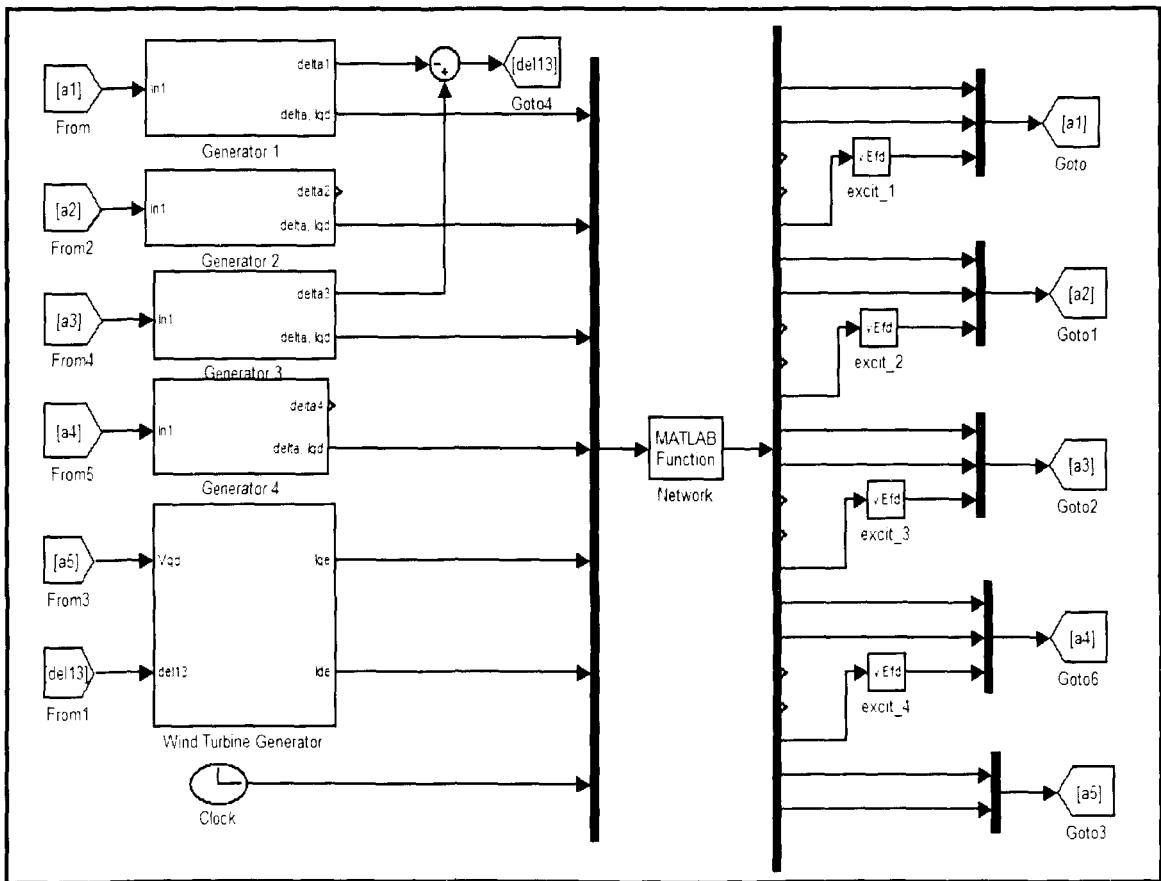 [a1]
From
In1
delta1
delta, Iqd
Generator 1
[del13]
Goto4
-
+
[a2]
From2
In1
delta2
delta, Iqd
Generator 2
[a3]
From4
In1
delta3
delta, Iqd
Generator 3
[a4]
From5
In1
delta4
delta, Iqd
Generator 4
[a5]
From3
Vqd
Iqe
[del13]
From1
del13
Ide
Wind Turbine Generator
Clock
MATLAB
Function
Network
vEfd
excit_1
[a1]
Goto
vEfd
excit_2
[a2]
Goto1
vEfd
excit_3
[a3]
Goto2
vEfd
excit_4
[a4]
Goto6
[a5]
Goto3